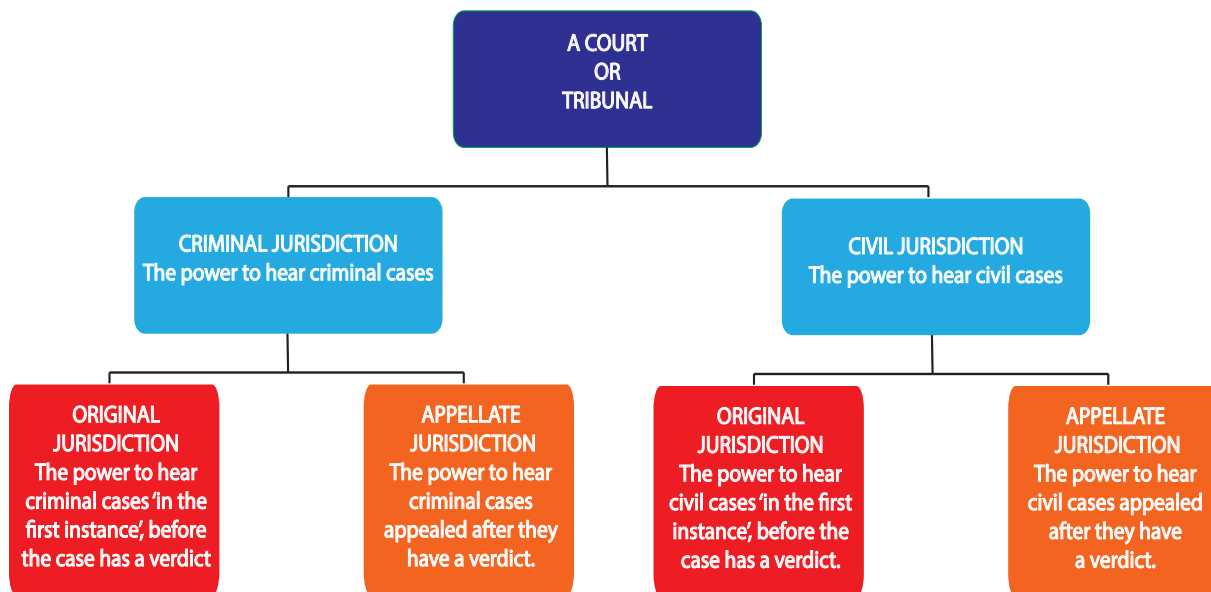 A COURT
OR
TRIBUNAL
CRIMINAL JURISDICTION
The power to hear criminal cases
CIVIL JURISDICTION
The power to hear civil cases
ORIGINAL
JURISDICTION
The power to hear
criminal cases ‘in the
first instance’, before
the case has a verdict
APPELLATE
JURISDICTION
The power to hear
criminal cases
appealed after they
have a verdict.
ORIGINAL
JURISDICTION
The power to hear
civil cases ‘in the first
instance’, before the
case has a verdict.
APPELLATE
JURISDICTION
The power to hear
civil cases appealed
after they have
a verdict.